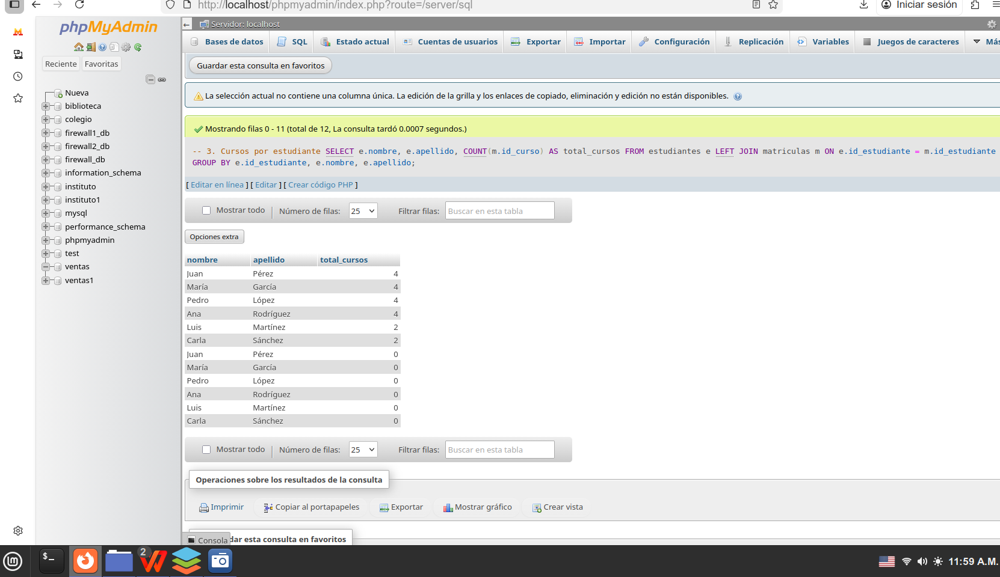 http://localhost/phpmyadmin/index.php?route=/server/sql
Iniciar sesión
phpMyAdmin
Reciente
Favoritas
Nueva
biblioteca
colegio
firewall1_db
firewall2_db
firewall_db
information_schema
instituto
instituto1
mysql
performance_schema
phpmyadmin
test
ventas
ventas1
Servidor: localhost
Bases de datos
SQL
Estado actual
Cuentas de usuarios
Exportar
Importar
Configuración
Replicación
Variables
Juegos de caracteres
Más
Guardar esta consulta en favoritos
La selección actual no contiene una columna única. La edición de la grilla y los enlaces de copiado, eliminación y edición no están disponibles.
Mostrando filas 0 - 11 (total de 12, La consulta tardó 0.0007 segundos.)
-- 3. Cursos por estudiante SELECT e.nombre, e.apellido, COUNT(m.id_curso) AS total_cursos FROM estudiantes e LEFT JOIN matriculas m ON e.id_estudiante = m.id_estudiante
GROUP BY e.id_estudiante, e.nombre, e.apellido;
[ Editar en línea ] [ Editar ] [ Crear código PHP ]
Mostrar todo
Número de filas: 25
Filtrar filas: Buscar en esta tabla
Opciones extra
nombre apellido total_cursos
Juan Pérez 4
María García 4
Pedro López 4
Ana Rodríguez 4
Luis Martínez 2
Carla Sánchez 2
Juan Pérez 0
María García 0
Pedro López 0
Ana Rodríguez 0
Luis Martínez 0
Carla Sánchez 0
Mostrar todo
Número de filas: 25
Filtrar filas: Buscar en esta tabla
Operaciones sobre los resultados de la consulta
Imprimir
Copiar al portapapeles
Exportar
Mostrar gráfico
Crear vista
Consola
dar esta consulta en favoritos
$_
2
11:59 A.M.